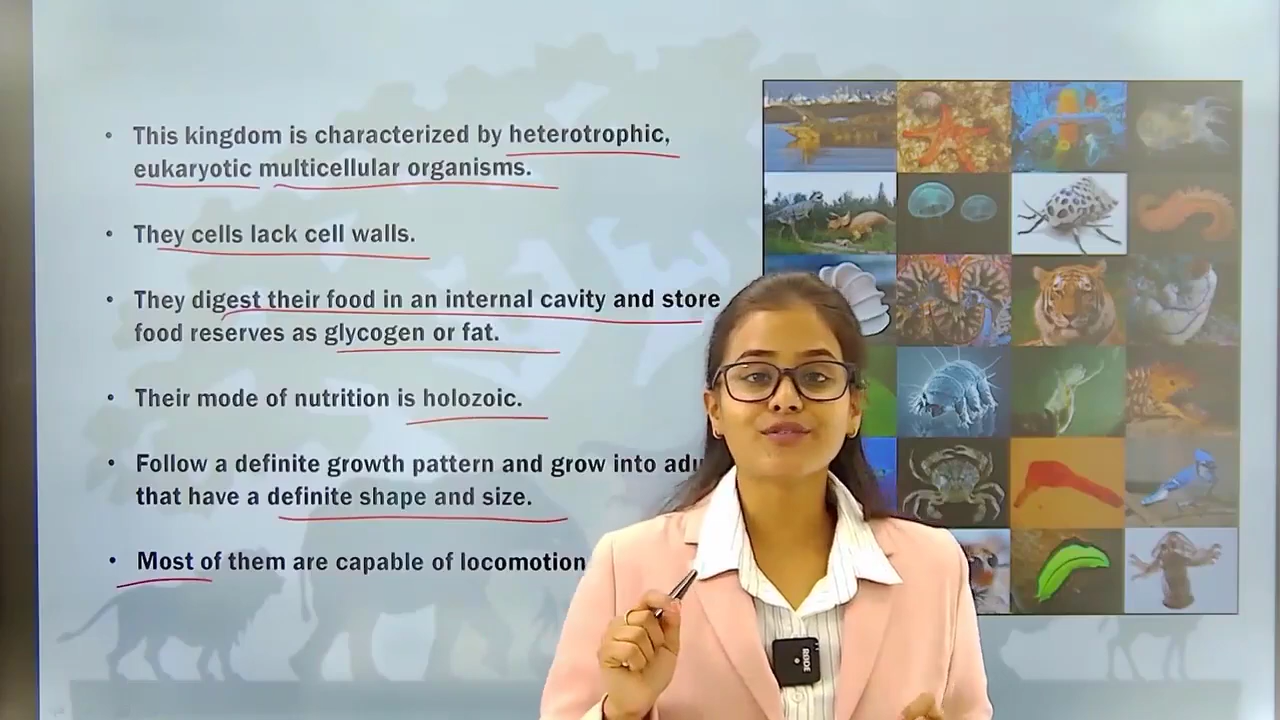 • This kingdom is characterized by heterotrophic,
eukaryotic multicellular organisms.
• They cells lack cell walls.
• They digest their food in an internal cavity and store
food reserves as glycogen or fat.
• Their mode of nutrition is holozoic.
• Follow a definite growth pattern and grow into adu
that have a definite shape and size.
• Most of them are capable of locomotion
RODE